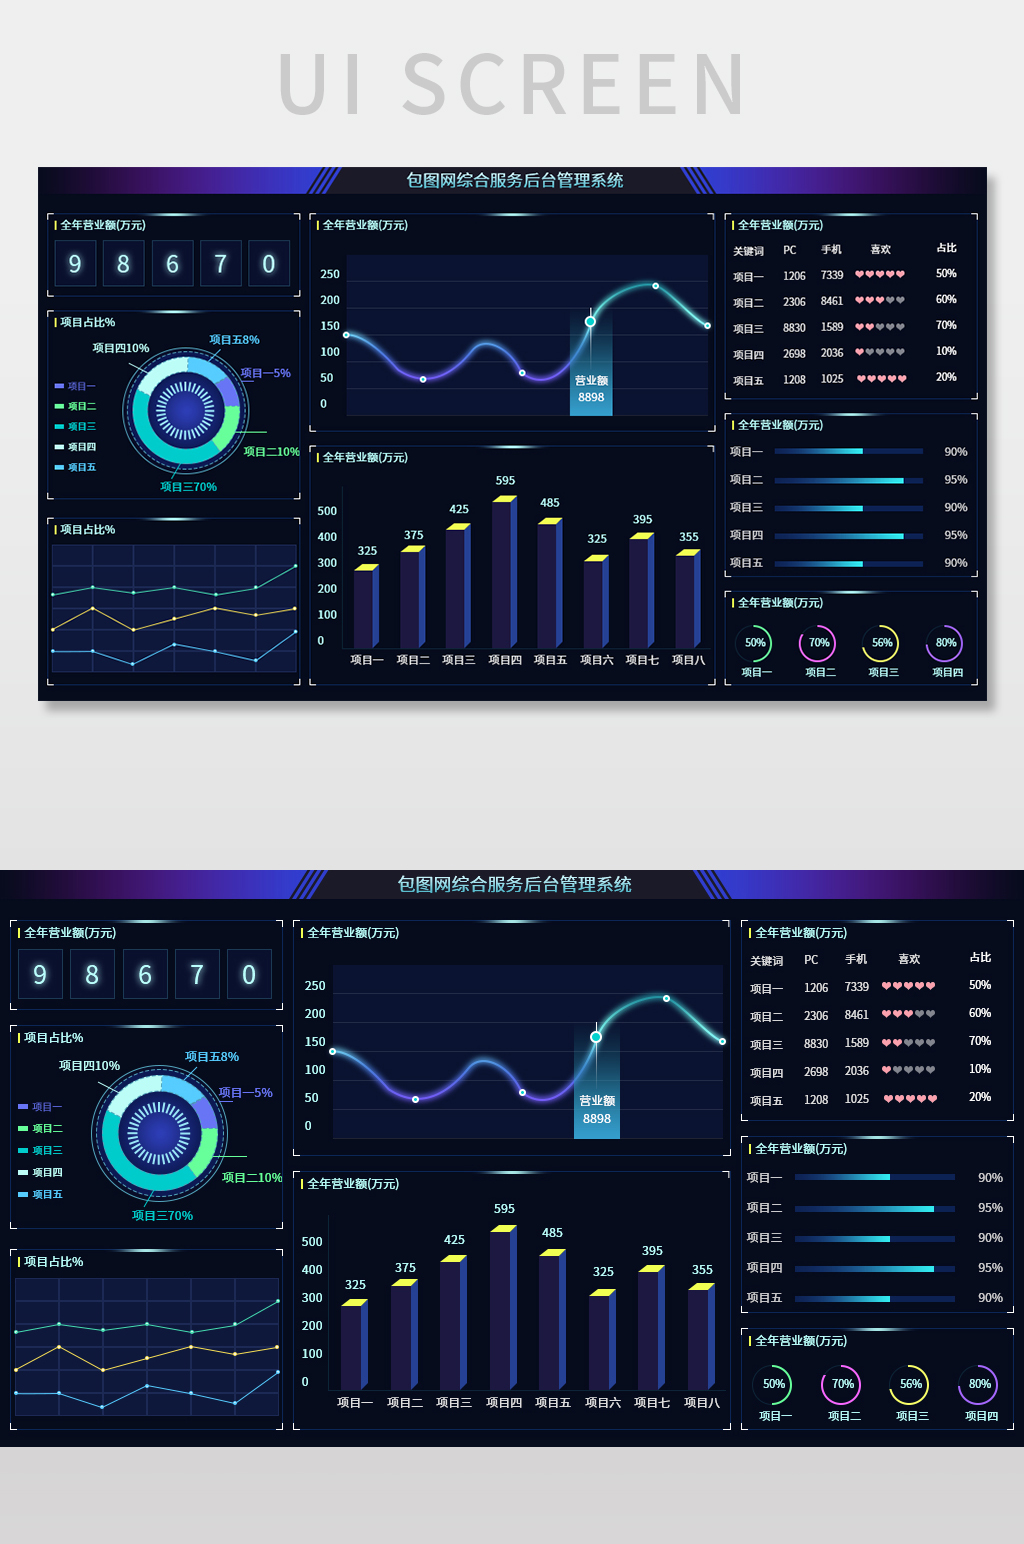 UI SCREEN
包图网综合服务后台管理系统
全年营业额(万元)
9 8 6 7 0
项目占比%
项目四10%
项目五8%
项目一5%
项目二10%
项目三70%
项目一
项目二
项目三
项目四
项目五
项目占比%
全年营业额(万元)
250
200
150
100
50
0
营业额
8898
全年营业额(万元)
500
400
300
200
100
0
325 375 425 595 485 325 395 355
项目一 项目二 项目三 项目四 项目五 项目六 项目七 项目八
全年营业额(万元)
关键词 PC 手机 喜欢 占比
项目一 1206 7339 50%
项目二 2306 8461 60%
项目三 8830 1589 70%
项目四 2698 2036 10%
项目五 1208 1025 20%
全年营业额(万元)
项目一 90%
项目二 95%
项目三 90%
项目四 95%
项目五 90%
全年营业额(万元)
50% 70% 56% 80%
项目一 项目二 项目三 项目四
包图网综合服务后台管理系统
全年营业额(万元)
9 8 6 7 0
项目占比%
项目四10%
项目五8%
项目一5%
项目二10%
项目三70%
项目一
项目二
项目三
项目四
项目五
项目占比%
全年营业额(万元)
250
200
150
100
50
0
营业额
8898
全年营业额(万元)
500
400
300
200
100
0
325 375 425 595 485 325 395 355
项目一 项目二 项目三 项目四 项目五 项目六 项目七 项目八
全年营业额(万元)
关键词 PC 手机 喜欢 占比
项目一 1206 7339 50%
项目二 2306 8461 60%
项目三 8830 1589 70%
项目四 2698 2036 10%
项目五 1208 1025 20%
全年营业额(万元)
项目一 90%
项目二 95%
项目三 90%
项目四 95%
项目五 90%
全年营业额(万元)
50% 70% 56% 80%
项目一 项目二 项目三 项目四